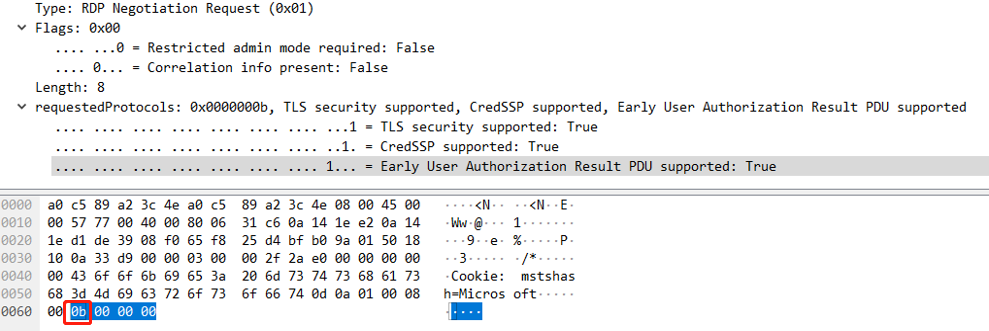 Type: RDP Negotiation Request (0x01)
Flags: 0x00
.... ...0 = Restricted admin mode required: False
.... 0... = Correlation info present: False
Length: 8
requestedProtocols: 0x0000000b, TLS security supported, CredSSP supported, Early User Authorization Result PDU supported
.... .... .... .... .... .... .... ...1 = TLS security supported: True
.... .... .... .... .... .... .... ..1. = CredSSP supported: True
.... .... .... .... .... .... .... 1... = Early User Authorization Result PDU supported: True
0000 a0 c5 89 a2 3c 4e a0 c5 89 a2 3c 4e 08 00 45 00 ····<N·· ··<N··E·
0010 00 57 77 00 40 00 80 06 31 c6 0a 14 1e e2 0a 14 ·Ww·@··· 1·······
0020 1e d1 de 39 08 f0 65 f8 25 d4 bf b0 9a 01 50 18 ···9··e· %·····P·
0030 10 0a 33 d9 00 00 03 00 00 2f 2a e0 00 00 00 00 ··3····· ·/*·····
0040 00 43 6f 6f 6b 69 65 3a 20 6d 73 74 73 68 61 73 ·Cookie: mstshas
0050 68 3d 4d 69 63 72 6f 73 6f 66 74 0d 0a 01 00 08 h=Micros oft·····
0060 00 0b 00 00 00 ·····